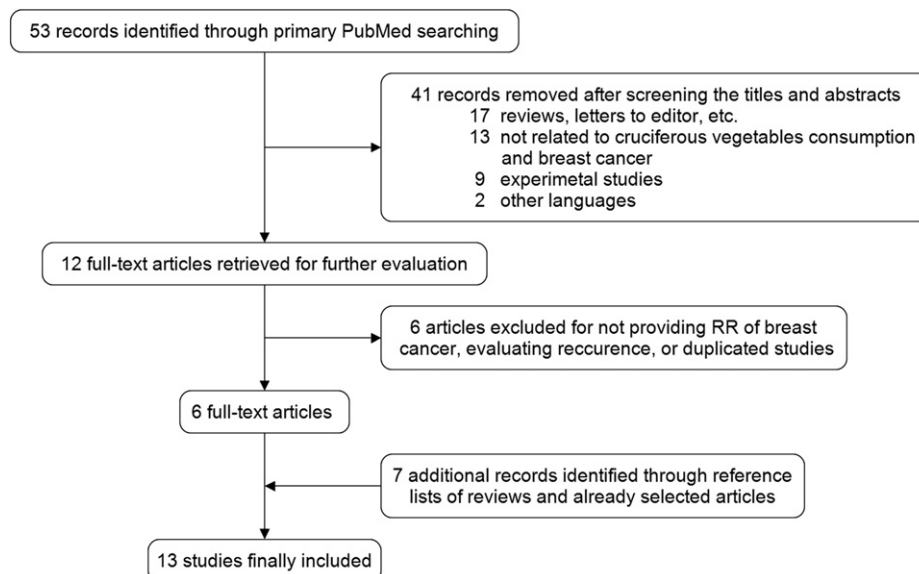 53 records identified through primary PubMed searching
41 records removed after screening the titles and abstracts
17 reviews, letters to editor, etc.
13 not related to cruciferous vegetables consumption
and breast cancer
9 experimetal studies
2 other languages
12 full-text articles retrieved for further evaluation
6 articles excluded for not providing RR of breast
cancer, evaluating reccurence, or duplicated studies
6 full-text articles
7 additional records identified through reference
lists of reviews and already selected articles
13 studies finally included